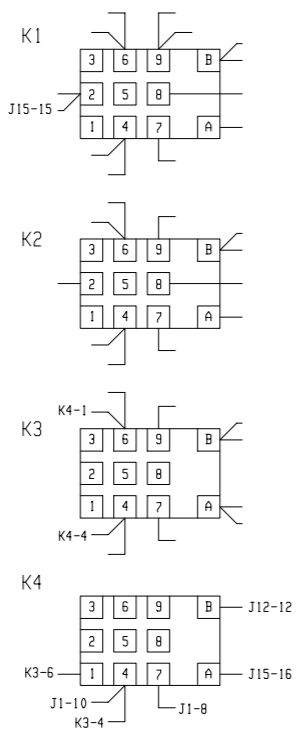 K1
3 6 9 B
2 5 8
J15-15
1 4 7 A
K2
3 6 9 B
2 5 8
1 4 7 A
K4-1
K3
3 6 9 B
2 5 8
1 4 7 A
K4-4
K4
3 6 9 B J12-12
2 5 8
K3-6 1 4 7 A J15-16
J1-10
J1-8
K3-4